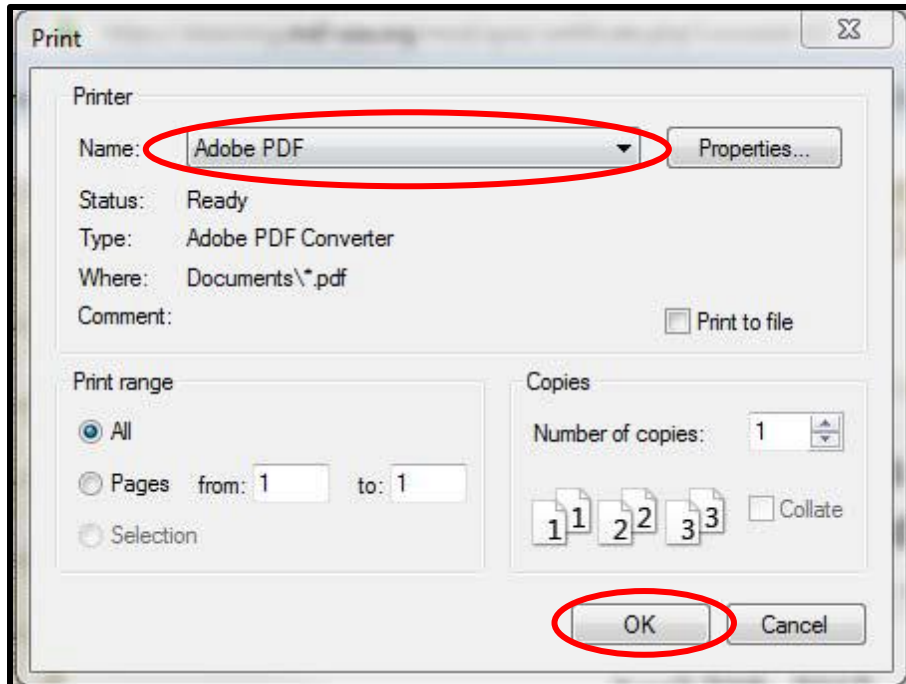 Print
Printer
Name: Adobe PDF Properties...
Status: Ready
Type: Adobe PDF Converter
Where: Documents\*.pdf
Comment:
Print to file
Print range
All
Pages from: 1 to: 1
Selection
Copies
Number of copies: 1
1 1 2 2 3 3 Collate
OK Cancel